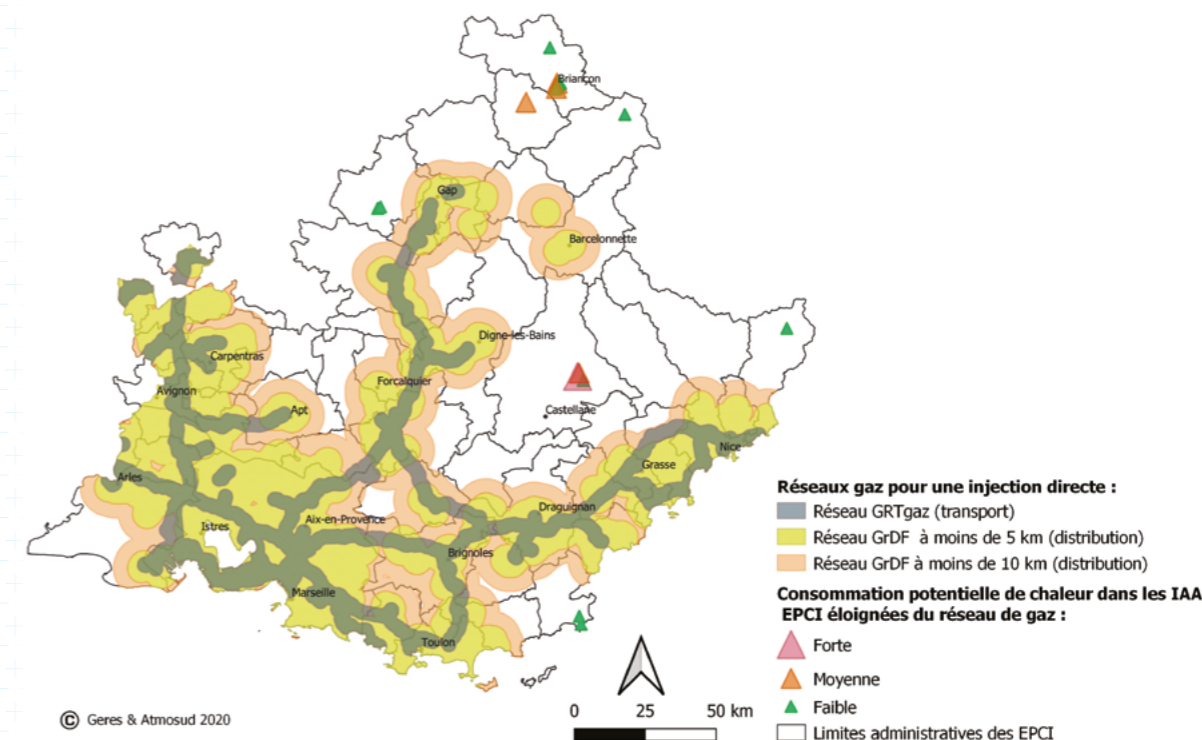 Briançon
Gap
Barcelonnette
Digne-les-Bains
Carpentras
Forcalquier
Avignon
Apt
Castellane
Nice
Grasse
Arles
Draguignan
Istres
Aix-en-Provence
Brignoles
Marseille
Toulon
Réseaux gaz pour une injection directe :
Réseau GRTgaz (transport)
Réseau GrDF à moins de 5 km (distribution)
Réseau GrDF à moins de 10 km (distribution)
Consommation potentielle de chaleur dans les IAA
EPCI éloignées du réseau de gaz :
Forte
Moyenne
Faible
Limites administratives des EPCI
0 25 50 km
© Geres & Atmosud 2020